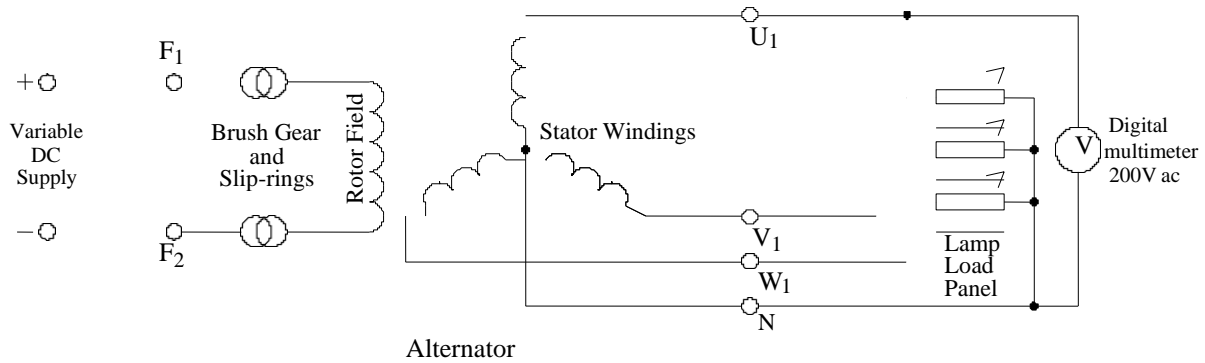 U1
F1
+
Variable
DC
Supply
−
Brush Gear
and
Slip-rings
F2
Rotor Field
Stator Windings
V1
W1
N
Lamp
Load
Panel
V
Digital
multimeter
200V ac
Alternator